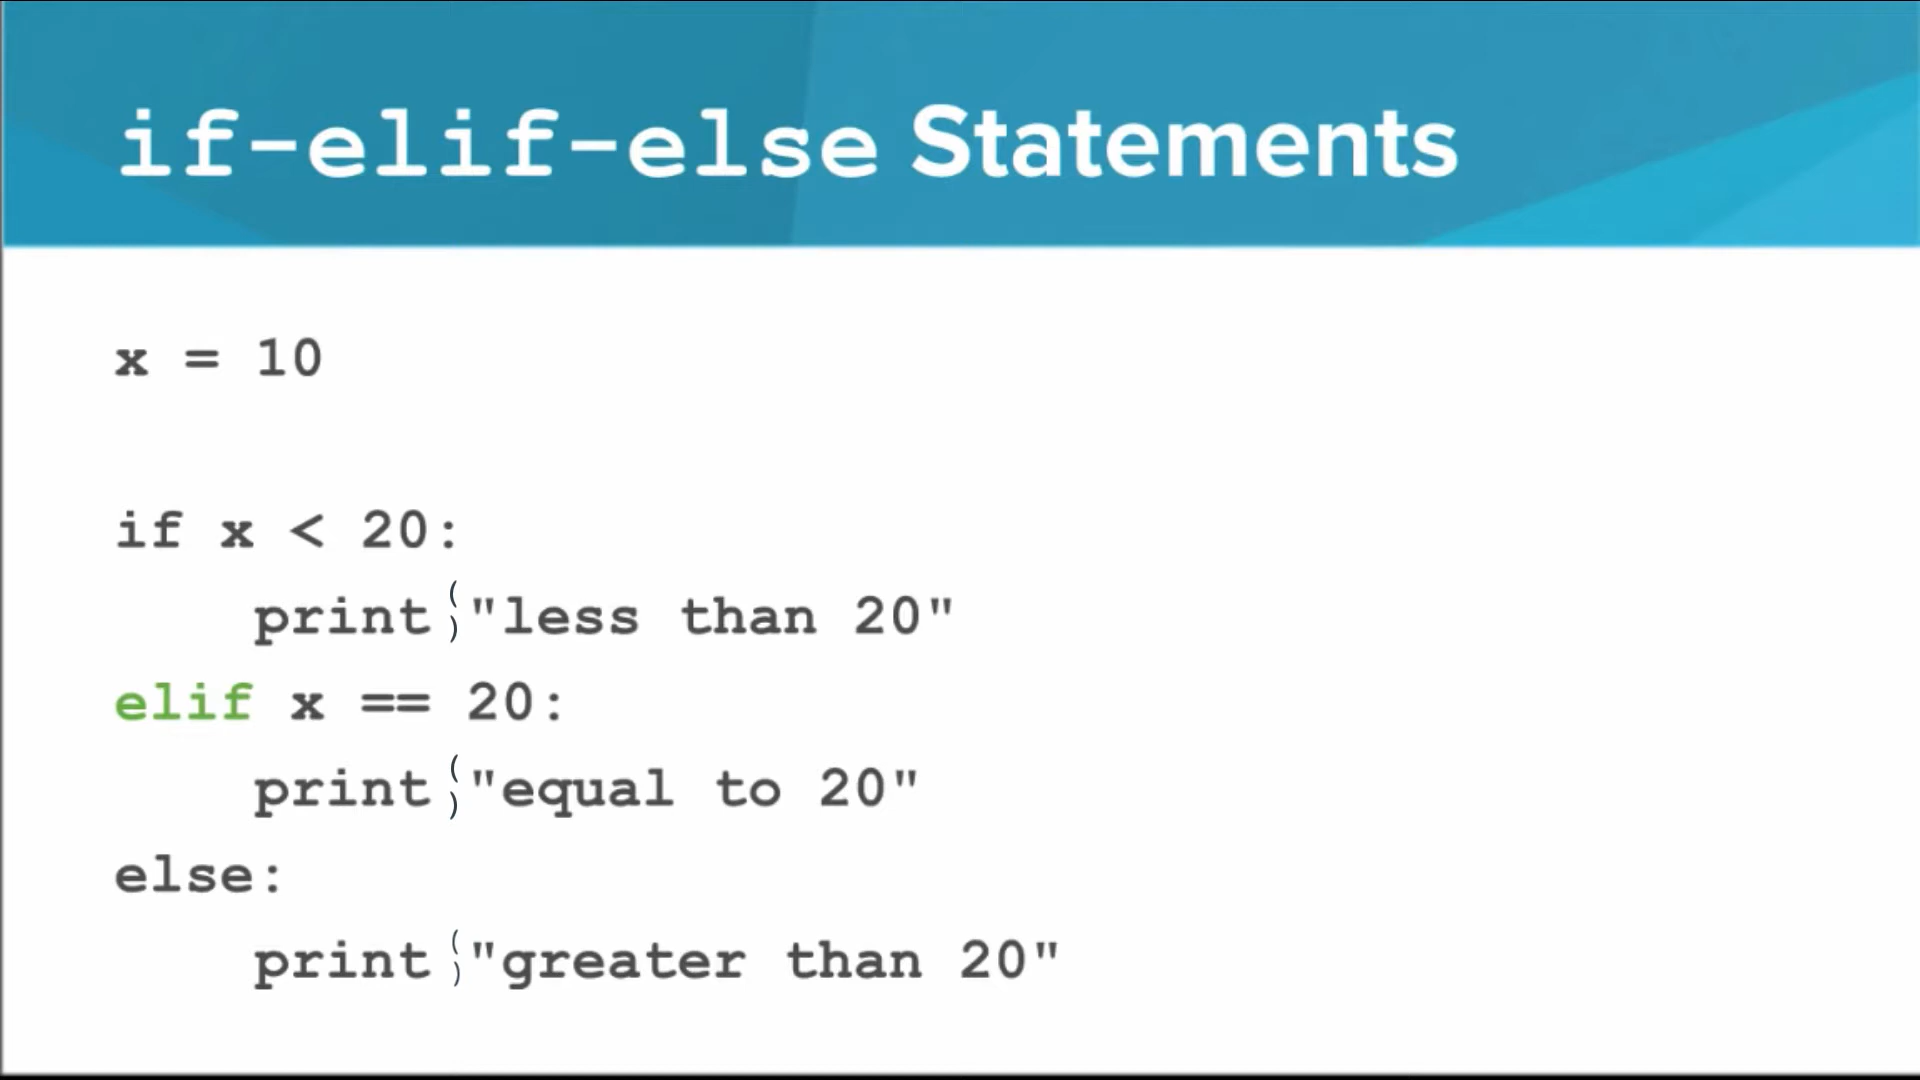 if-elif-else Statements
x = 10
if x < 20:
print()"less than 20"
elif x == 20:
print()"equal to 20"
else:
print()"greater than 20"